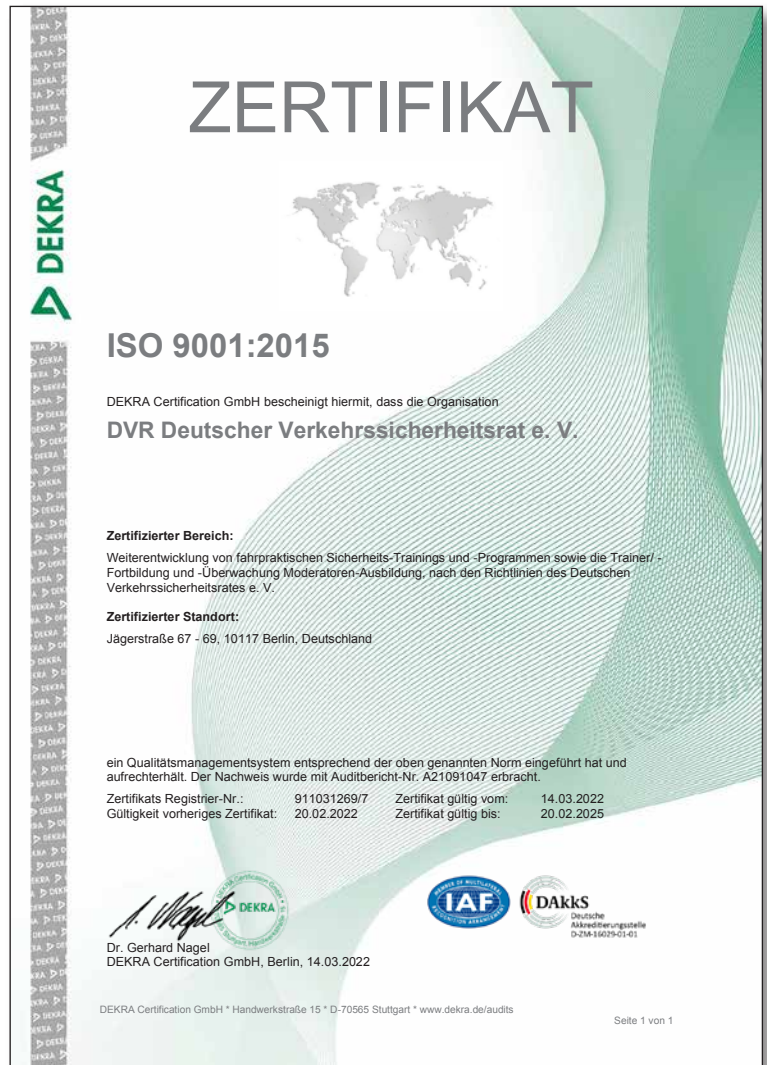 ZERTIFIKAT
DEKRA
ISO 9001:2015
DEKRA Certification GmbH bescheinigt hiermit, dass die Organisation
DVR Deutscher Verkehrssicherheitsrat e. V.
Zertifizierter Bereich:
Weiterentwicklung von fahrpraktischen Sicherheits-Trainings und -Programmen sowie die Trainer/ -
Fortbildung und -Überwachung Moderatoren-Ausbildung, nach den Richtlinien des Deutschen
Verkehrssicherheitsrates e. V.
Zertifizierter Standort:
Jägerstraße 67 - 69, 10117 Berlin, Deutschland
ein Qualitätsmanagementsystem entsprechend der oben genannten Norm eingeführt hat und
aufrechterhält. Der Nachweis wurde mit Auditbericht-Nr. A21091047 erbracht.
Zertifikats Registrier-Nr.: 911031269/7 Zertifikat gültig vom: 14.03.2022
Gültigkeit vorheriges Zertifikat: 20.02.2022 Zertifikat gültig bis: 20.02.2025
DEKRA
MEMBER OF MULTILATERAL
IAF
RECOGNITION ARRANGEMENT
DAkkS
Deutsche
Akkreditierungsstelle
D-ZM-16029-01-01
Dr. Gerhard Nagel
DEKRA Certification GmbH, Berlin, 14.03.2022
DEKRA Certification GmbH * Handwerkstraße 15 * D-70565 Stuttgart * www.dekra.de/audits
Seite 1 von 1